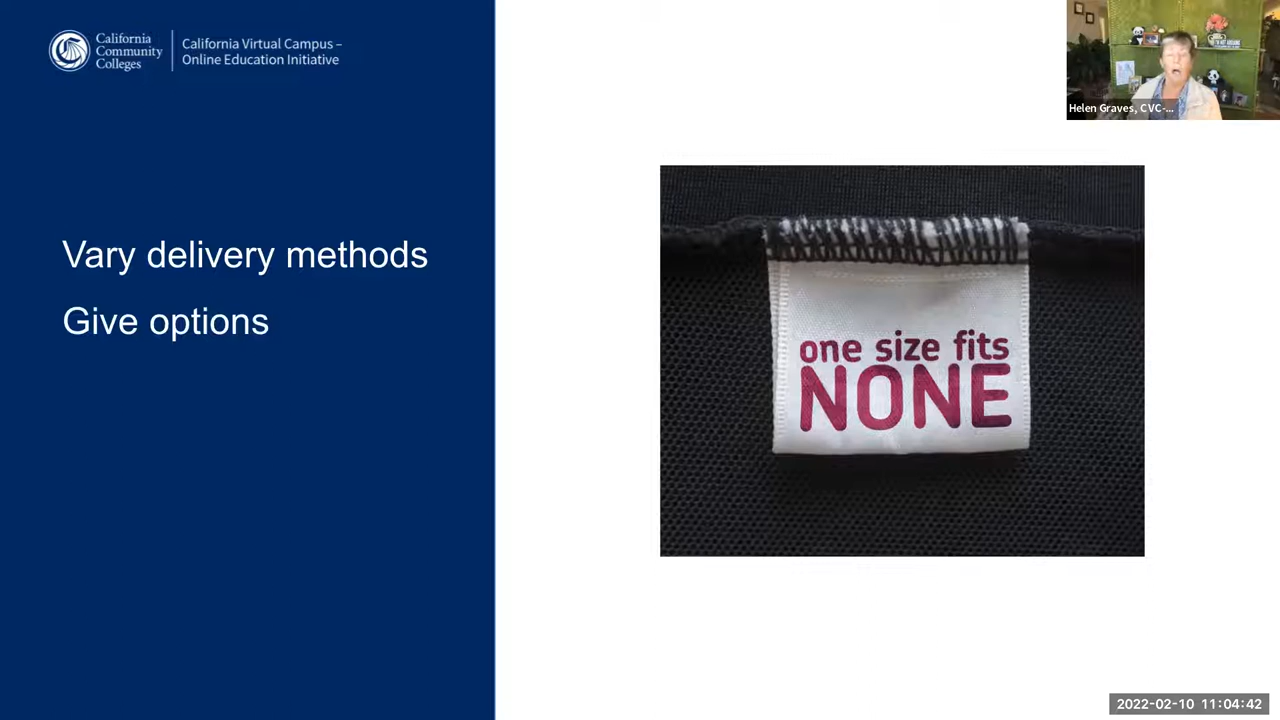 California
Community
Colleges
California Virtual Campus –
Online Education Initiative
Helen Graves, CVC-...
Vary delivery methods
Give options
one size fits
NONE
2022-02-10 11:04:42